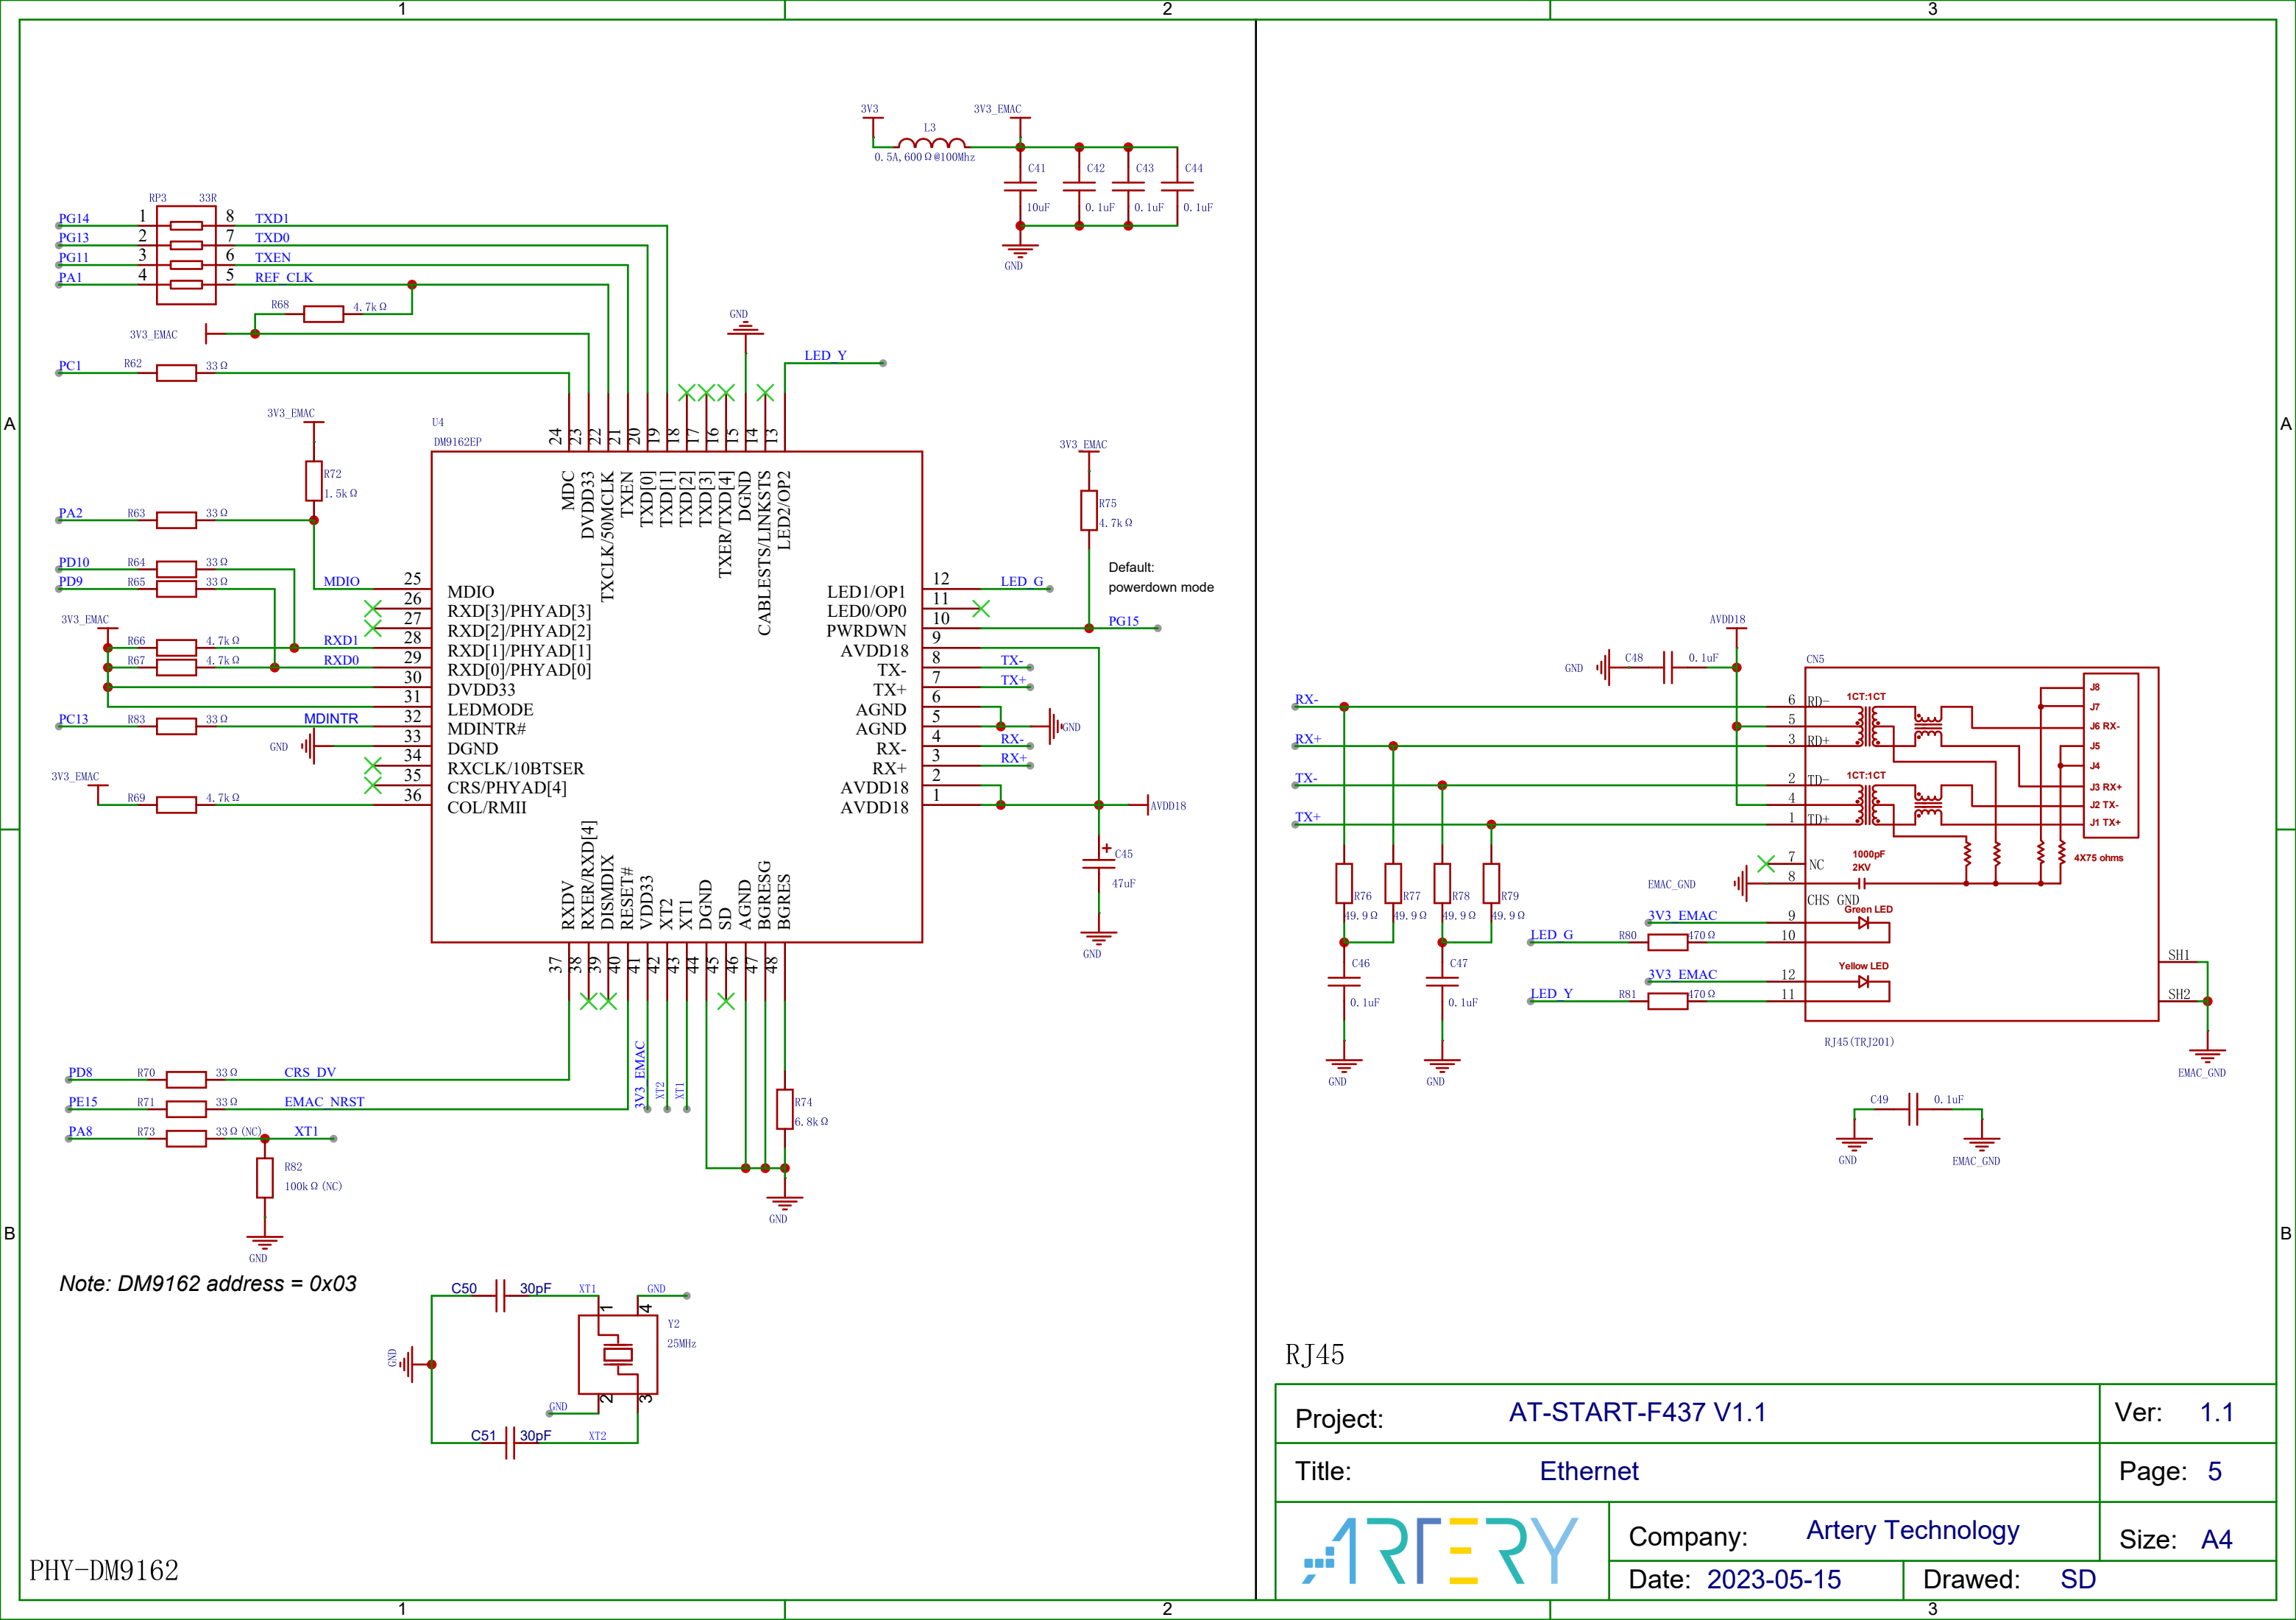 1
2
3
A
A
B
B
3V3
L3
0.5A,600Ω@100Mhz
3V3_EMAC
C41
10uF
C42
0.1uF
C43
0.1uF
C44
0.1uF
GND
RP3 33R
PG14 1 8 TXD1
PG13 2 7 TXD0
PG11 3 6 TXEN
PA1 4 5 REF_CLK
R68 4.7kΩ
3V3_EMAC
PC1 R62 33Ω
GND
LED_Y
3V3_EMAC
R72
1.5kΩ
PA2 R63 33Ω
PD10 R64 33Ω
PD9 R65 33Ω
3V3_EMAC
R66 4.7kΩ RXD1
R67 4.7kΩ RXD0
MDIO
PC13 R83 33Ω MDINTR
GND
3V3_EMAC
R69 4.7kΩ
U4
DM9162EP
24 MDC
23 DVDD33
22 TXCLK/50MCLK
21 TXEN
20 TXD[0]
19 TXD[1]
18 TXD[2]
17 TXD[3]
16 TXER/TXD[4]
15 DGND
14 CABLESTS/LINKSTS
13 LED2/OP2
25 MDIO
26 RXD[3]/PHYAD[3]
27 RXD[2]/PHYAD[2]
28 RXD[1]/PHYAD[1]
29 RXD[0]/PHYAD[0]
30 DVDD33
31 LEDMODE
32 MDINTR#
33 DGND
34 RXCLK/10BTSER
35 CRS/PHYAD[4]
36 COL/RMII
LED1/OP1 12 LED_G
LED0/OP0 11
PWRDWN 10 PG15
AVDD18 9
TX- 8 TX-
TX+ 7 TX+
AGND 6
AGND 5 GND
RX- 4 RX-
RX+ 3 RX+
AVDD18 2
AVDD18 1 AVDD18
37 RXDV
38 RXER/RXD[4]
39 DISMDIX
40 RESET#
41 VDD33
42 XT2
43 XT1
44 DGND
45 SD
46 AGND
47 BGRESG
48 BGRES
3V3_EMAC
R75
4.7kΩ
Default:
powerdown mode
C45
47uF
GND
PD8 R70 33Ω CRS_DV
PE15 R71 33Ω EMAC_NRST
PA8 R73 33Ω(NC) XT1
R82
100kΩ(NC)
GND
3V3_EMAC
XT2
XT1
R74
6.8kΩ
GND
Note: DM9162 address = 0x03
C50 30pF XT1 GND
1 4
Y2
25MHz
GND
2 3
GND
C51 30pF XT2
PHY-DM9162
AVDD18
GND C48 0.1uF
CN5
RX-
RX+
TX-
TX+
6 RD-
5
3 RD+
2 TD-
4
1 TD+
7 NC
8
CHS GND
1CT:1CT
1CT:1CT
J8
J7
J6 RX-
J5
J4
J3 RX+
J2 TX-
J1 TX+
4X75 ohms
1000pF
2KV
EMAC_GND
3V3_EMAC 9 Green LED
LED_G R80 470Ω 10
3V3_EMAC 12 Yellow LED
LED_Y R81 470Ω 11
SH1
SH2
RJ45(TRJ201)
EMAC_GND
R76
49.9Ω
R77
49.9Ω
R78
49.9Ω
R79
49.9Ω
C46
0.1uF
C47
0.1uF
GND
GND
C49 0.1uF
GND
EMAC_GND
RJ45
Project: AT-START-F437 V1.1
Ver: 1.1
Title: Ethernet
Page: 5
ARTERY
Company: Artery Technology
Size: A4
Date: 2023-05-15
Drawed: SD
1
2
3